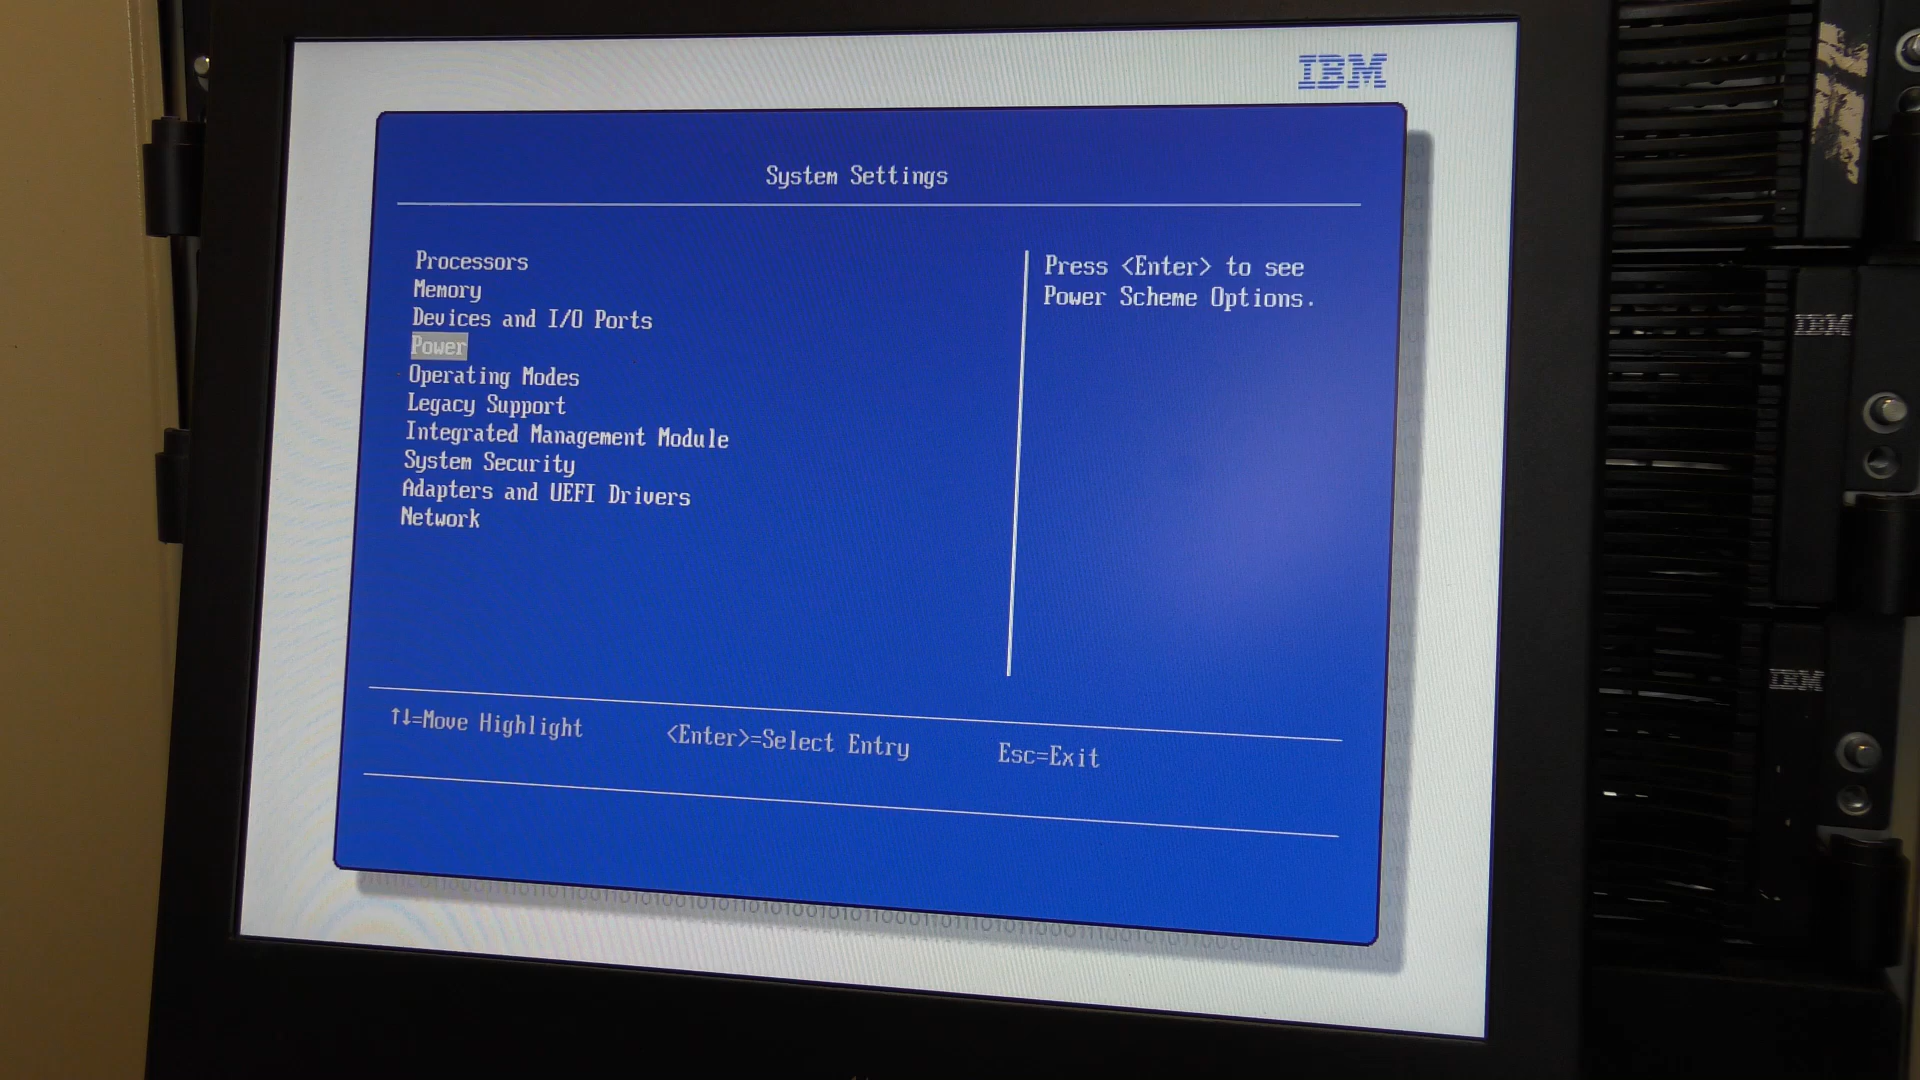 IBM
System Settings
Processors
Memory
Devices and I/O Ports
Power
Operating Modes
Legacy Support
Integrated Management Module
System Security
Adapters and UEFI Drivers
Network
Press <Enter> to see
Power Scheme Options.
↑↓=Move Highlight
<Enter>=Select Entry
Esc=Exit
IBM
IBM